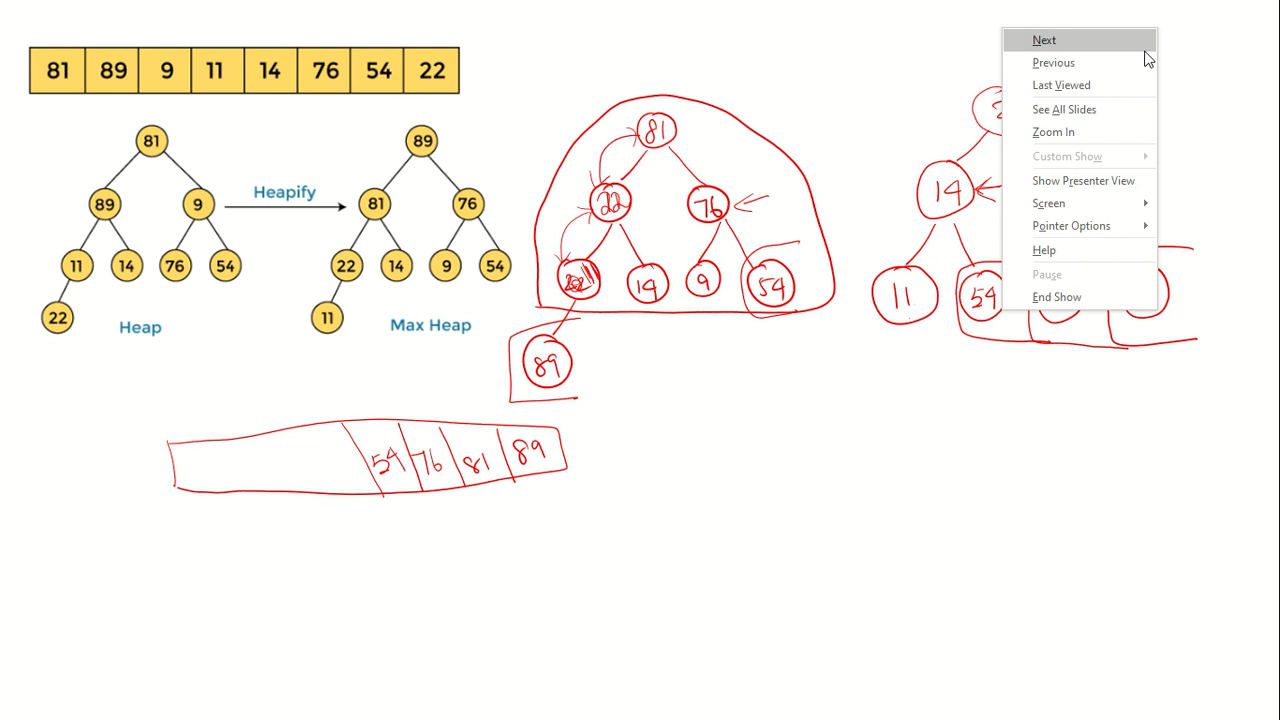 81 89 9 11 14 76 54 22
81
89 9
11 14 76 54
22
Heap
Heapify
89
81 76
22 14 9 54
11
Max Heap
81
22 76
14 9 54
89
14
11 54
Next
Previous
Last Viewed
See All Slides
Zoom In
Custom Show
Show Presenter View
Screen
Pointer Options
Help
Pause
End Show
54 76 81 89